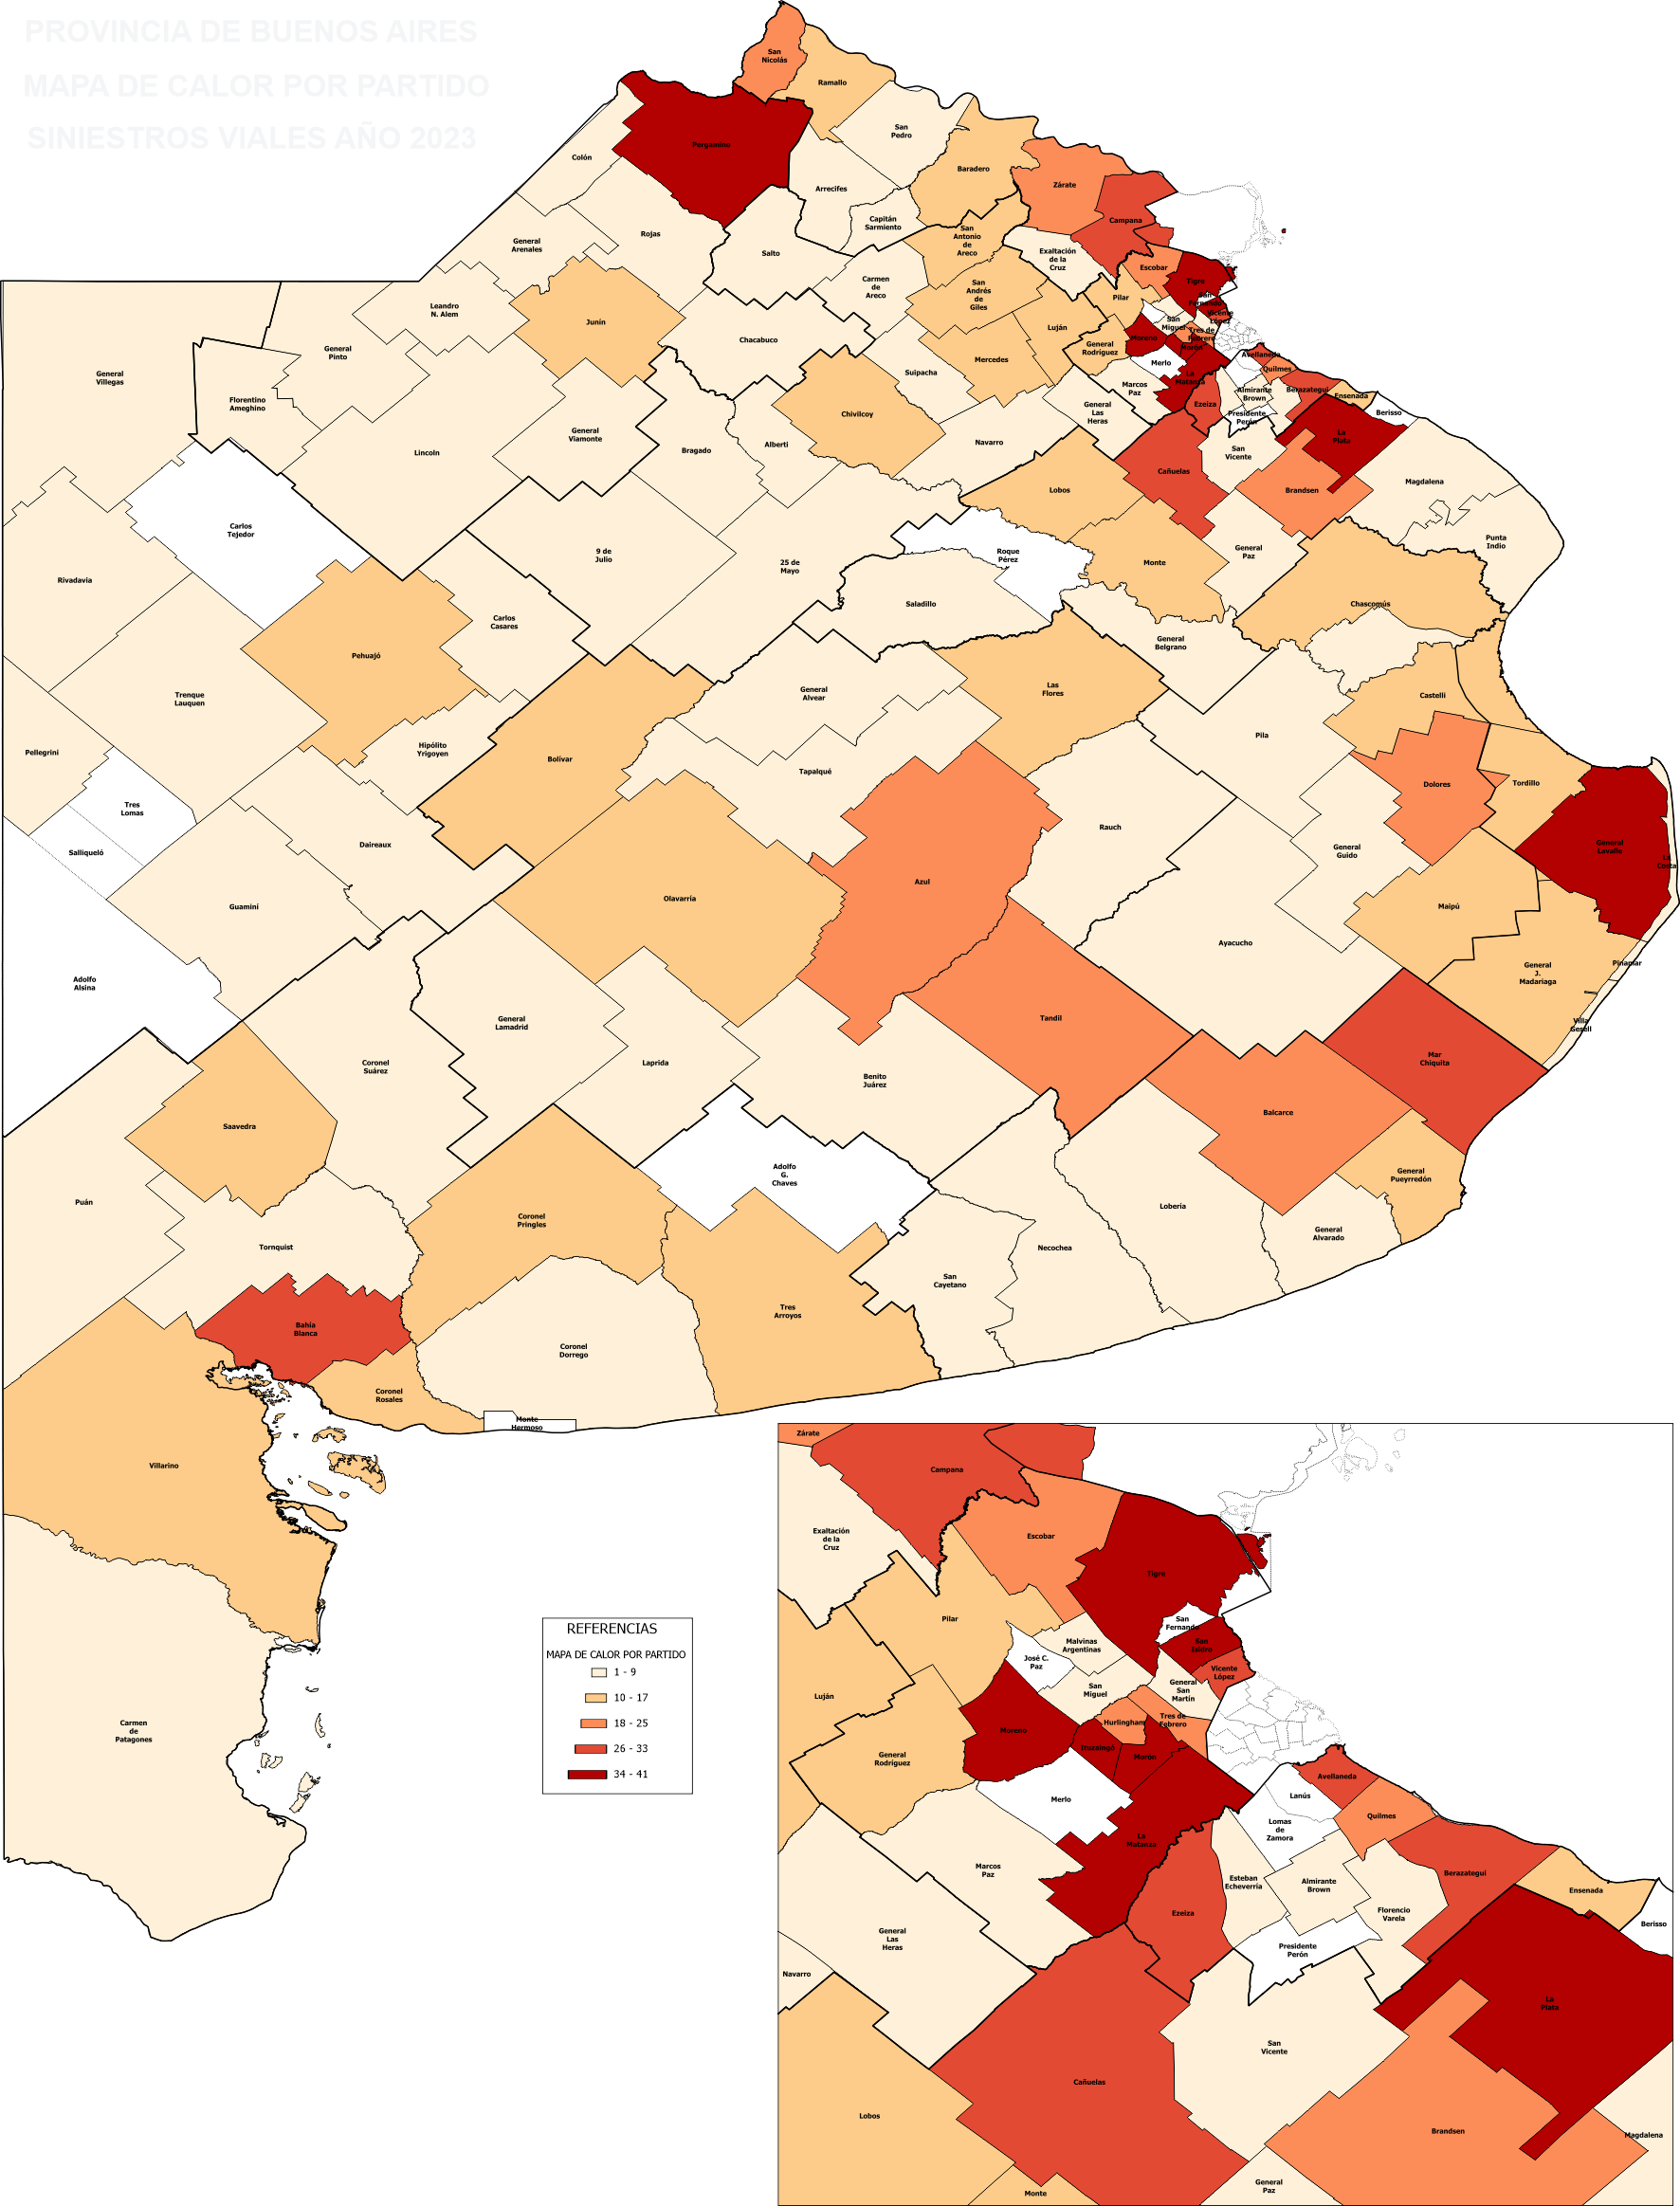 PROVINCIA DE BUENOS AIRES
MAPA DE CALOR POR PARTIDO
SINIESTROS VIALES AÑO 2023
San
Nicolás
Ramallo
Pergamino
San
Pedro
Colón
Baradero
Arrecifes
Zárate
Capitán
Sarmiento
Campana
Rojas
San
Antonio
de
Areco
General
Arenales
Salto
Exaltación
de la
Cruz
Escobar
Carmen
de
Areco
Tigre
San
Andrés
de
Giles
Pilar
San
Fernando
Leandro
N. Alem
Junín
Vicente
López
San
Miguel
Luján
Tres de
Febrero
Chacabuco
Moreno
General
Rodríguez
Morón
General
Pinto
Avellaneda
Mercedes
Merlo
Quilmes
Suipacha
General
Villegas
La
Matanza
Marcos
Paz
Almirante
Brown
Berazategui
Ensenada
Florentino
Ameghino
Ezeiza
General
Las
Heras
Chivilcoy
Presidente
Perón
Berisso
General
Viamonte
La
Plata
Navarro
Alberti
Bragado
Lincoln
San
Vicente
Cañuelas
Magdalena
Lobos
Brandsen
Carlos
Tejedor
Punta
Indio
9 de
Julio
General
Paz
Roque
Pérez
25 de
Mayo
Monte
Rivadavia
Saladillo
Chascomús
Carlos
Casares
General
Belgrano
Pehuajó
Las
Flores
General
Alvear
Castelli
Trenque
Lauquen
Pila
Hipólito
Yrigoyen
Pellegrini
Bolívar
Tapalqué
Dolores
Tordillo
Tres
Lomas
Rauch
Daireaux
General
Guido
General
Lavalle
Salliqueló
La
Costa
Azul
Olavarría
Guaminí
Maipú
Ayacucho
Pinamar
General
J.
Madariaga
Adolfo
Alsina
Tandil
General
Lamadrid
Villa
Gesell
Mar
Chiquita
Coronel
Suárez
Laprida
Benito
Juárez
Balcarce
Saavedra
Adolfo
G.
Chaves
General
Pueyrredón
Puán
Lobería
Coronel
Pringles
General
Alvarado
Tornquist
Necochea
San
Cayetano
Tres
Arroyos
Bahía
Blanca
Coronel
Dorrego
Coronel
Rosales
Monte
Hermoso
Villarino
Carmen
de
Patagones
REFERENCIAS
MAPA DE CALOR POR PARTIDO
1 - 9
10 - 17
18 - 25
26 - 33
34 - 41
Zárate
Campana
Exaltación
de la
Cruz
Escobar
Tigre
Pilar
San
Fernando
Malvinas
Argentinas
San
Isidro
José C.
Paz
Vicente
López
San
Miguel
General
San
Martín
Luján
Hurlingham
Tres de
Febrero
Moreno
Ituzaingó
Morón
General
Rodríguez
Avellaneda
Merlo
Lanús
Quilmes
Lomas
de
Zamora
La
Matanza
Marcos
Paz
Berazategui
Esteban
Echeverría
Almirante
Brown
Ensenada
Ezeiza
Florencio
Varela
Berisso
General
Las
Heras
Presidente
Perón
Navarro
La
Plata
San
Vicente
Cañuelas
Lobos
Brandsen
Magdalena
General
Paz
Monte